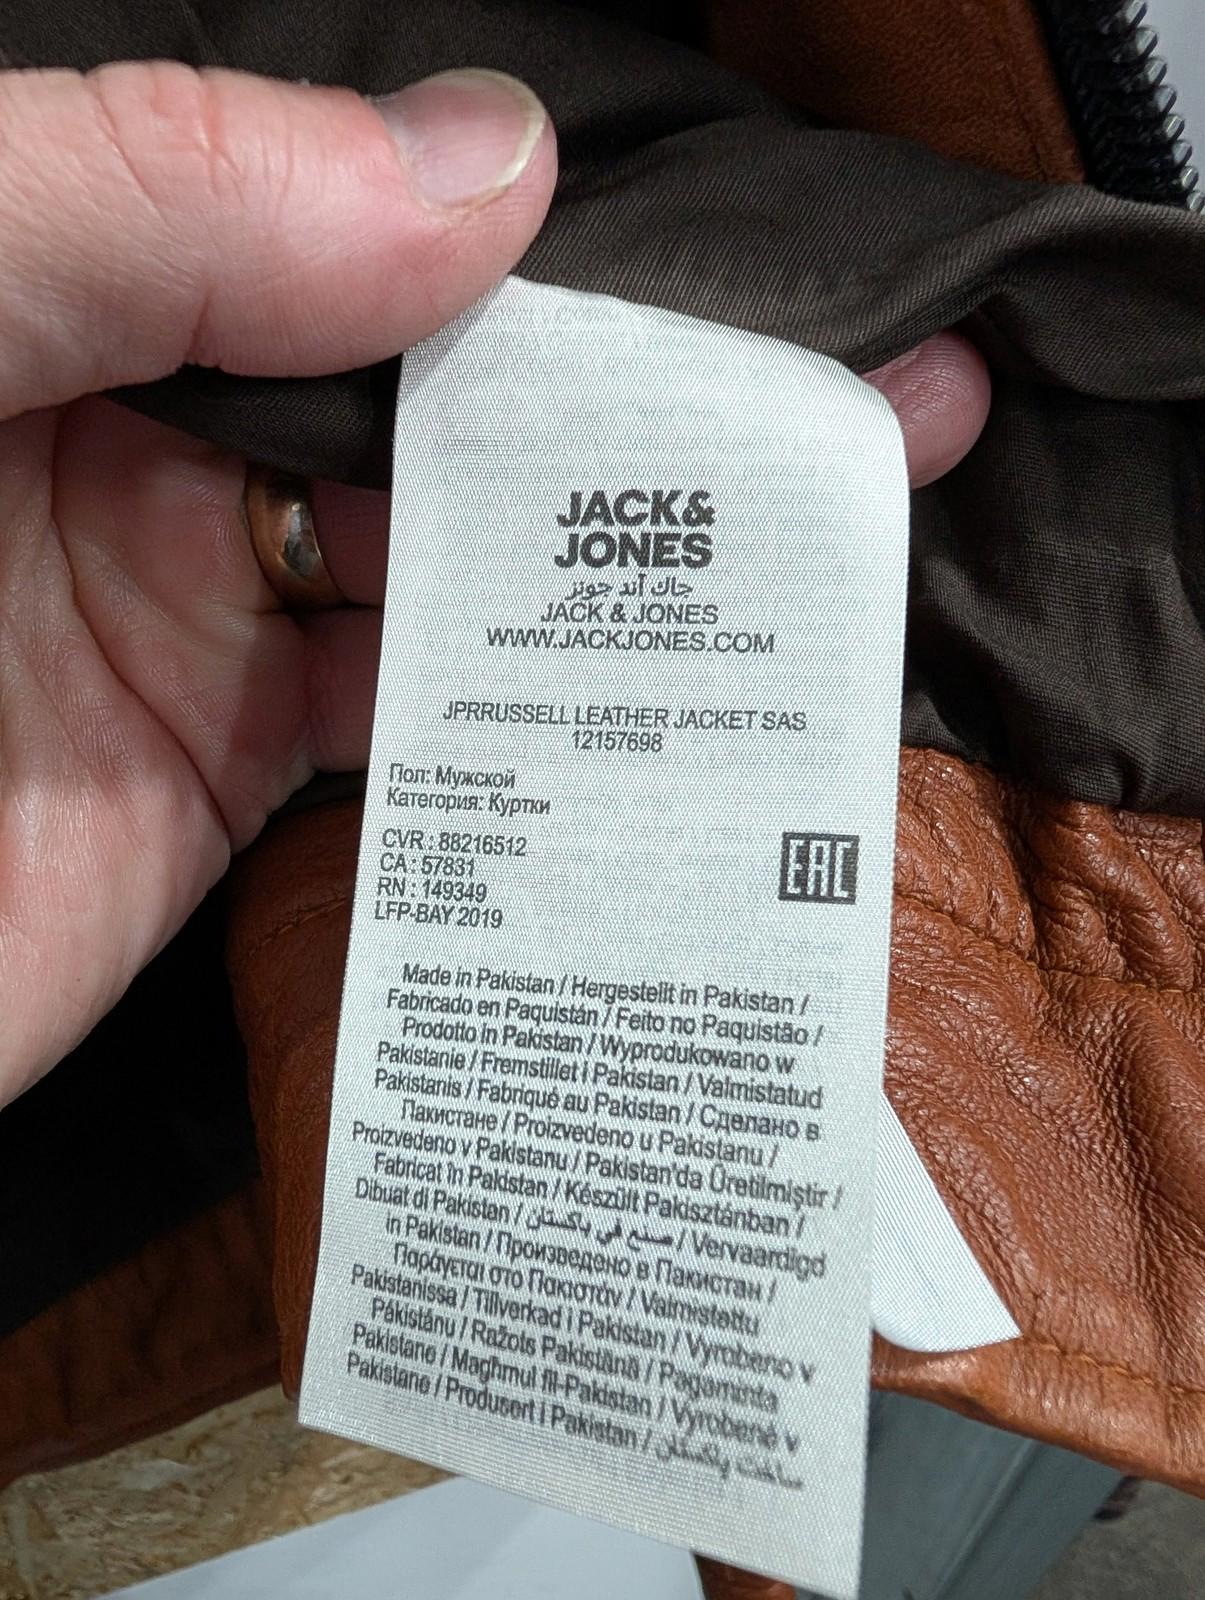 JACK&
JONES
جاك آند جونز
JACK & JONES
WWW.JACKJONES.COM
JPRRUSSELL LEATHER JACKET SAS
12157698
Пол: Мужской
Категория: Куртки
CVR : 88216512
CA : 57831
RN : 149349
LFP-BAY 2019
EAC
Made in Pakistan / Hergestellt in Pakistan /
Fabricado en Paquistán / Feito no Paquistão /
Prodotto in Pakistan / Wyprodukowano w
Pakistanie / Fremstillet i Pakistan / Valmistatud
Pakistanis / Fabriqué au Pakistan / Сделано в
Пакистане / Proizvedeno u Pakistanu /
Proizvedeno v Pakistanu / Pakistan'da Üretilmiştir /
Fabricat în Pakistan / Készült Pakisztánban /
Dibuat di Pakistan / صنع في باكستان / Vervaardigd
in Pakistan / Произведено в Пакистан /
Παράγεται στο Πακιστάν / Valmistettu
Pakistanissa / Tillverkad i Pakistan / Vyrobeno v
Pákistánu / Ražots Pakistānā / Pagaminta
Pakistane / Magħmul fil-Pakistan / Vyrobené v
Pakistane / Produsert i Pakistan / ساخت پاکستان